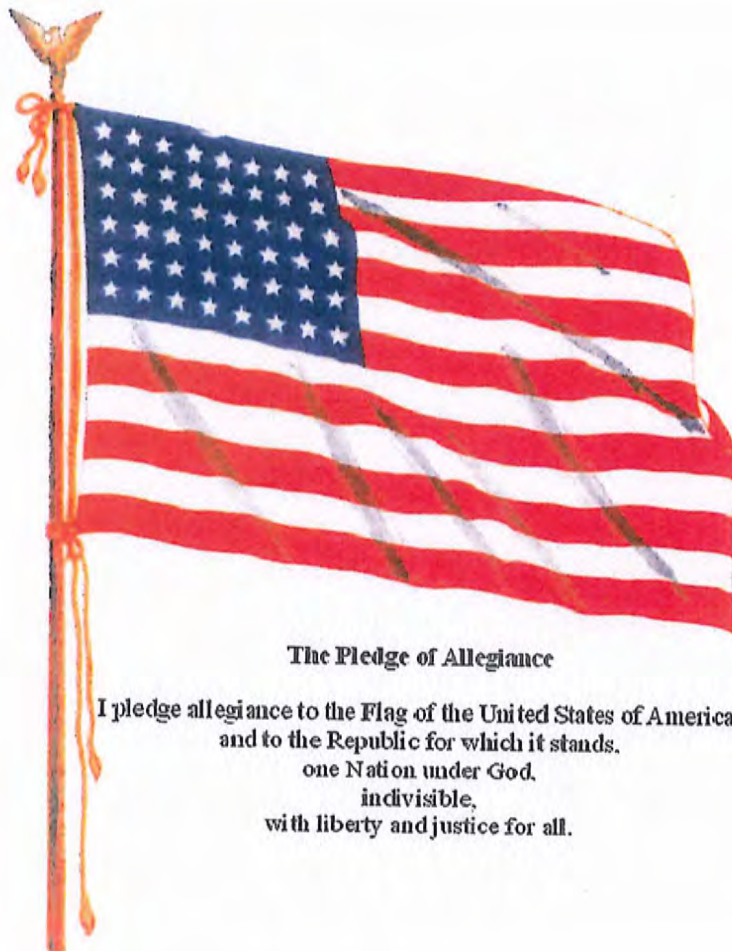 The Pledge of Allegiance
I pledge allegiance to the Flag of the United States of America
and to the Republic for which it stands.
one Nation under God,
indivisible,
with liberty and justice for all.